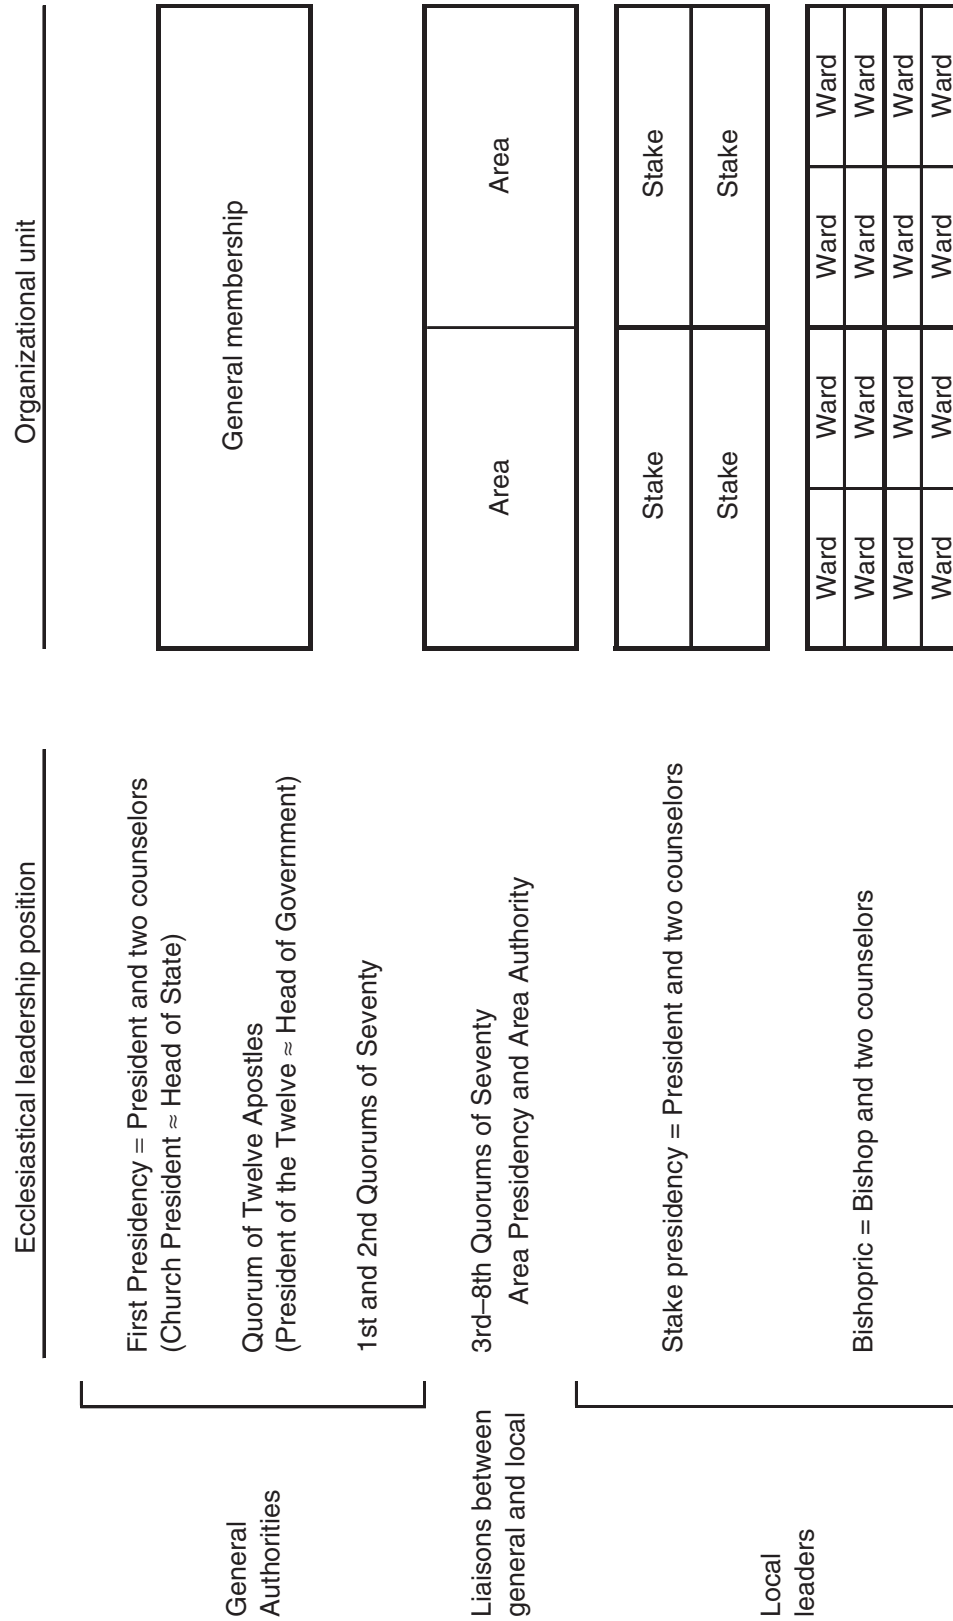 Ecclesiastical leadership position
Organizational unit
General
Authorities
First Presidency = President and two counselors
(Church President ≈ Head of State)
Quorum of Twelve Apostles
(President of the Twelve ≈ Head of Government)
1st and 2nd Quorums of Seventy
General membership
Liaisons between
general and local
3rd–8th Quorums of Seventy
Area Presidency and Area Authority
Area Area
Local
leaders
Stake presidency = President and two counselors
Stake Stake
Stake Stake
Bishopric = Bishop and two counselors
Ward Ward Ward Ward
Ward Ward Ward Ward
Ward Ward Ward Ward
Ward Ward Ward Ward